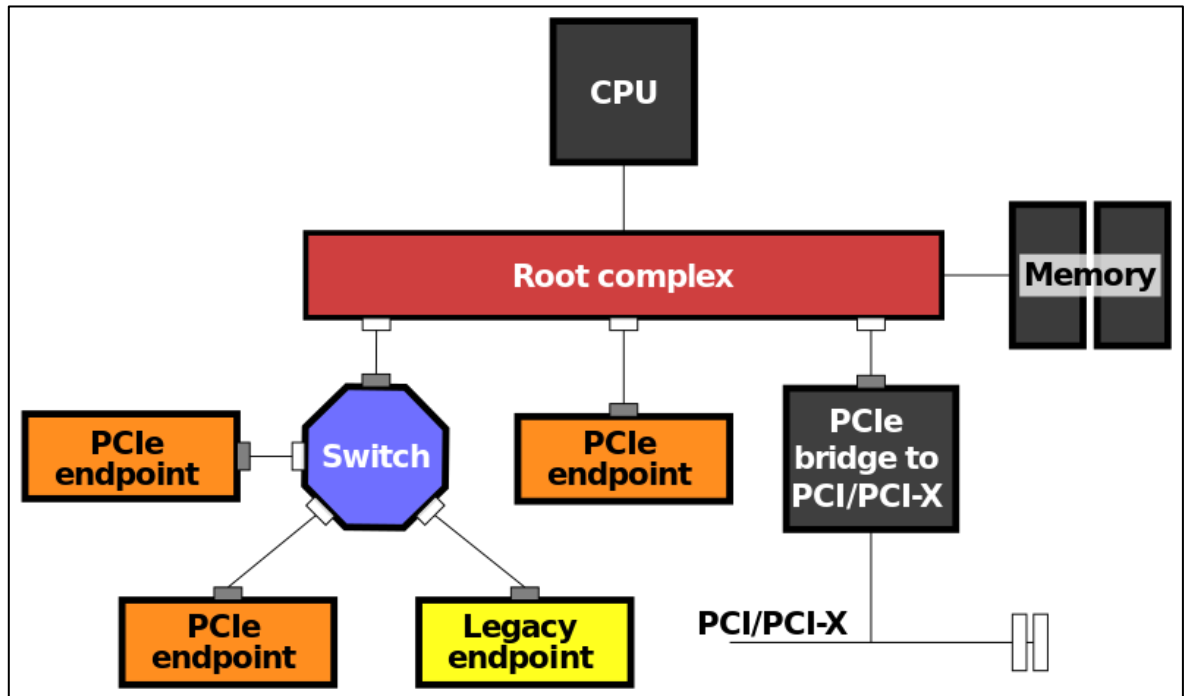 CPU
Root complex
Memory
PCIe
endpoint
Switch
PCIe
endpoint
PCIe
bridge to
PCI/PCI-X
PCIe
endpoint
Legacy
endpoint
PCI/PCI-X